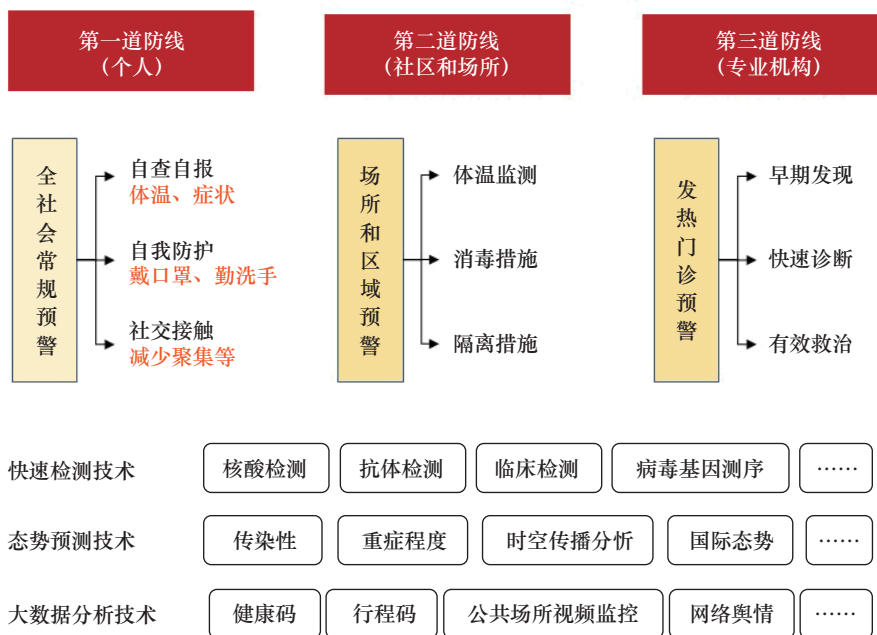 第一道防线
（个人）
第二道防线
（社区和场所）
第三道防线
（专业机构）
全社会常规预警
自查自报
体温、症状
自我防护
戴口罩、勤洗手
社交接触
减少聚集等
场所和区域预警
体温监测
消毒措施
隔离措施
发热门诊预警
早期发现
快速诊断
有效救治
快速检测技术 核酸检测 抗体检测 临床检测 病毒基因测序 ……
态势预测技术 传染性 重症程度 时空传播分忻 国际态势 ……
大数据分析技术 健康码 行程码 公共场所视频监控 网络舆情 ……